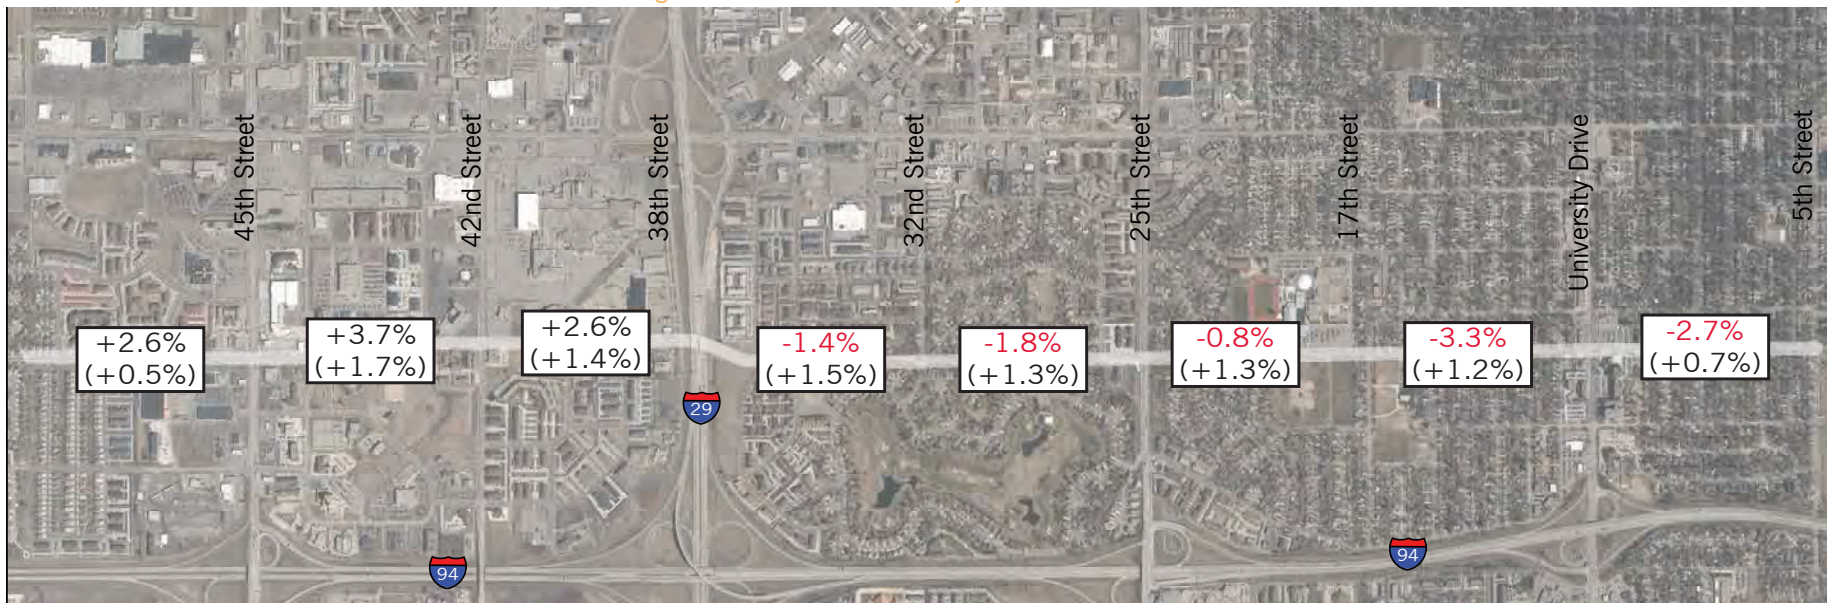 45th Street
42nd Street
38th Street
32nd Street
25th Street
17th Street
University Drive
5th Street
+2.6%
(+0.5%)
+3.7%
(+1.7%)
+2.6%
(+1.4%)
-1.4%
(+1.5%)
-1.8%
(+1.3%)
-0.8%
(+1.3%)
-3.3%
(+1.2%)
-2.7%
(+0.7%)
29
94
94